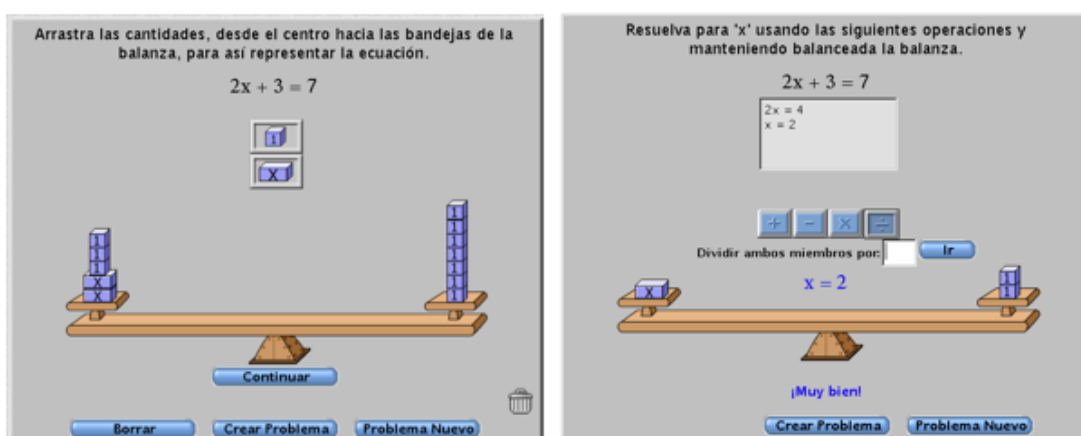 Arrastra las cantidades, desde el centro hacia las bandejas de la
balanza, para así representar la ecuación.
2x + 3 = 7
1
X
1
1
1
X
X
1
1
1
1
1
1
1
Continuar
Borrar
Crear Problema
Problema Nuevo
Resuelva para 'x' usando las siguientes operaciones y
manteniendo balanceada la balanza.
2x + 3 = 7
2x = 4
x = 2
+ − × ÷
Dividir ambos miembros por: Ir
x = 2
X
1
1
¡Muy bien!
Crear Problema
Problema Nuevo